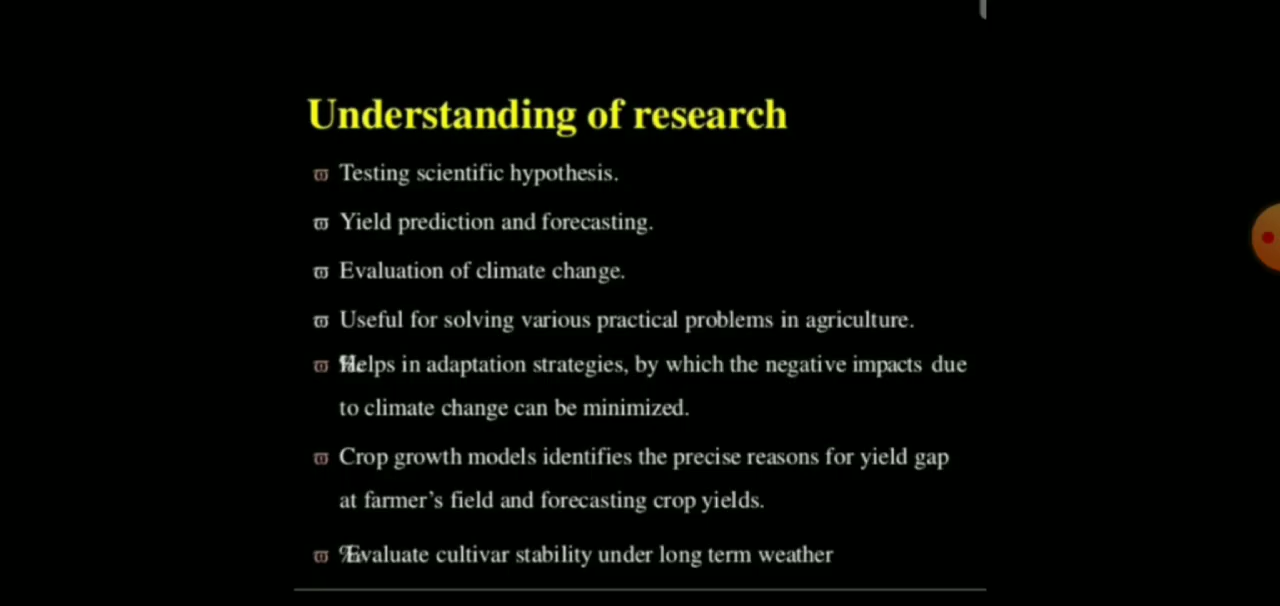 Understanding of research
ϖ Testing scientific hypothesis.
ϖ Yield prediction and forecasting.
ϖ Evaluation of climate change.
ϖ Useful for solving various practical problems in agriculture.
ϖ Helps in adaptation strategies, by which the negative impacts due
to climate change can be minimized.
ϖ Crop growth models identifies the precise reasons for yield gap
at farmer’s field and forecasting crop yields.
ϖ %Evaluate cultivar stability under long term weather